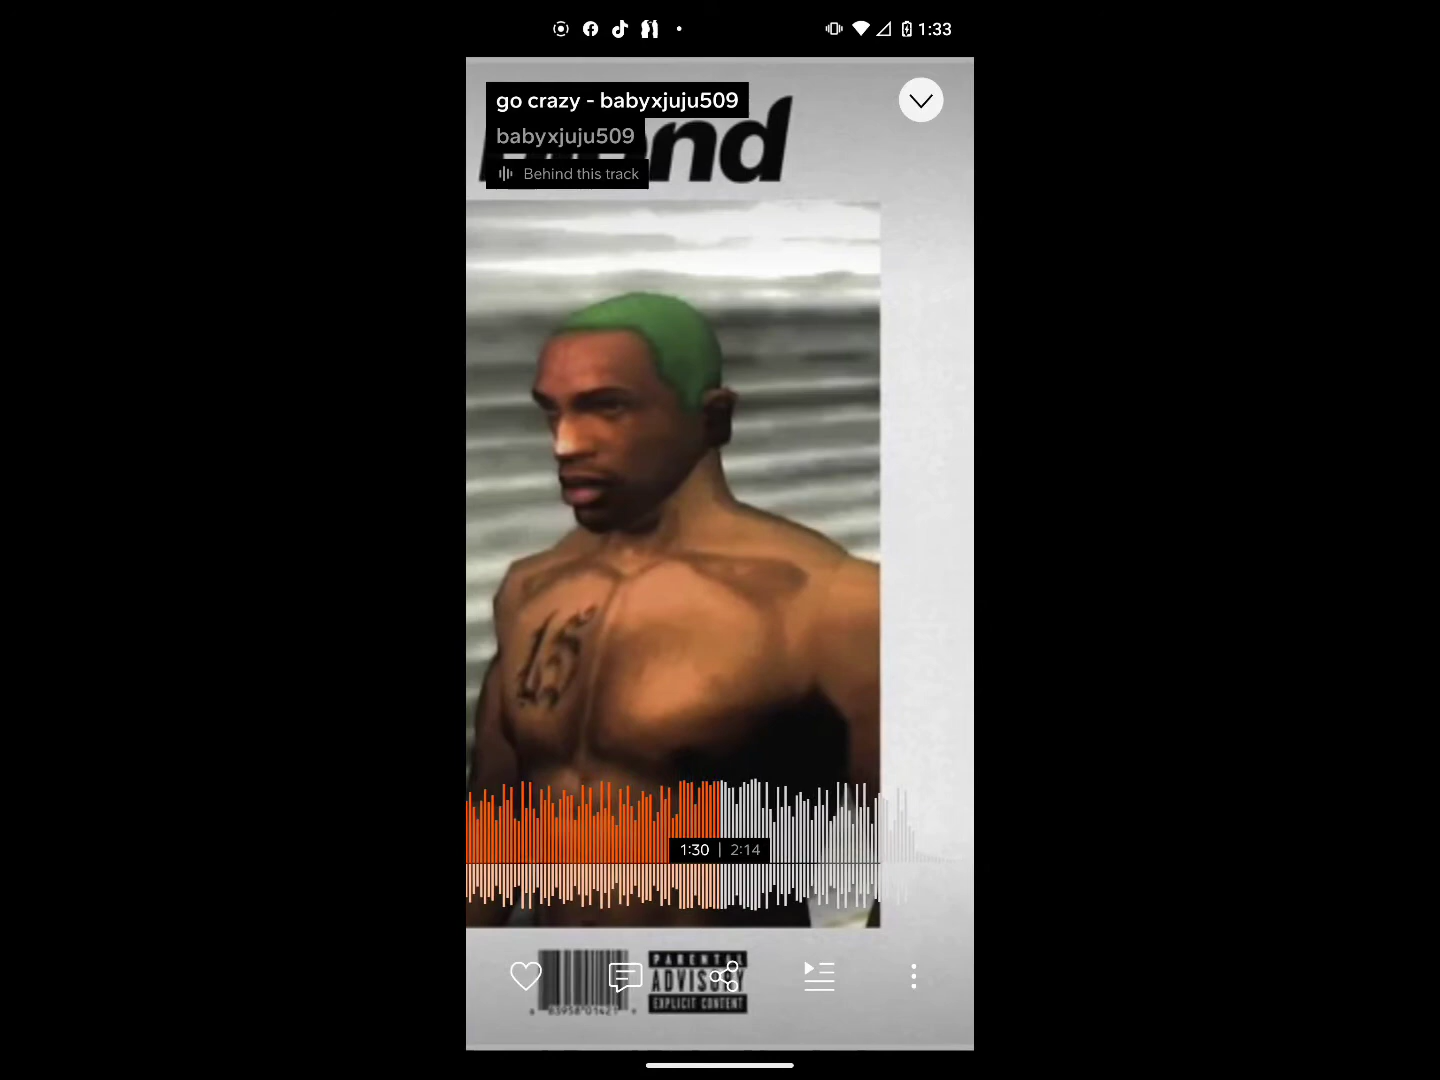 1:33
go crazy - babyxjuju509
babyxjuju509
Behind this track
nd
15
1:30 | 2:14
PARENTAL
ADVISORY
EXPLICIT CONTENT